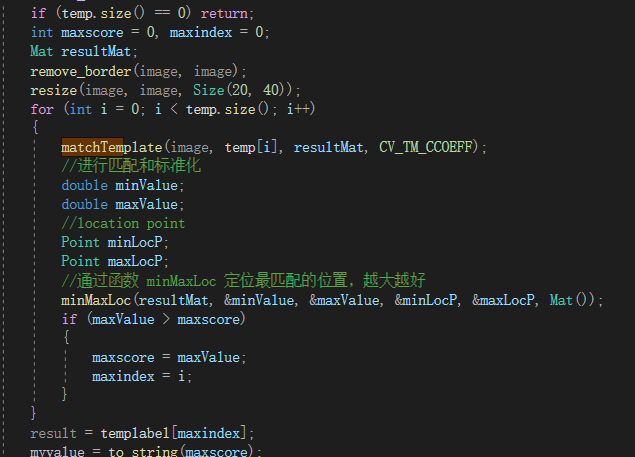 if (temp.size() == 0) return;
int maxscore = 0, maxindex = 0;
Mat resultMat;
remove_border(image, image);
resize(image, image, Size(20, 40));
for (int i = 0; i < temp.size(); i++)
{
matchTemplate(image, temp[i], resultMat, CV_TM_CCOEFF);
//进行匹配和标准化
double minValue;
double maxValue;
//location point
Point minLocP;
Point maxLocP;
//通过函数 minMaxLoc 定位最匹配的位置，越大越好
minMaxLoc(resultMat, &minValue, &maxValue, &minLocP, &maxLocP, Mat());
if (maxValue > maxscore)
{
maxscore = maxValue;
maxindex = i;
}
}
result = templabel[maxindex];
myvalue = to_string(maxscore);